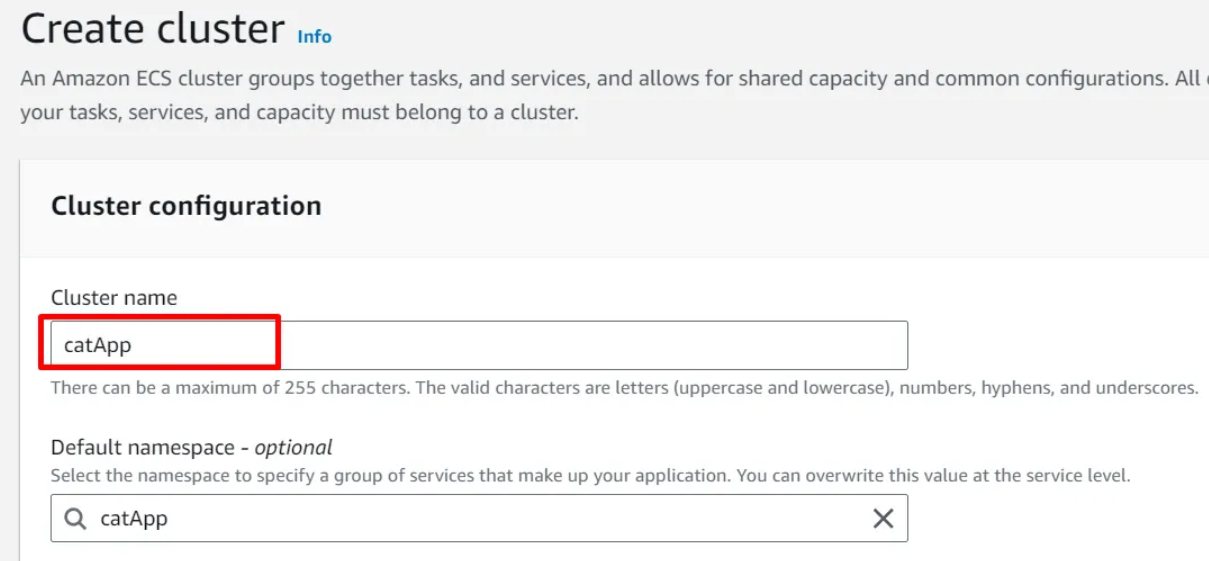 Create cluster Info
An Amazon ECS cluster groups together tasks, and services, and allows for shared capacity and common configurations. All
your tasks, services, and capacity must belong to a cluster.
Cluster configuration
Cluster name
catApp
There can be a maximum of 255 characters. The valid characters are letters (uppercase and lowercase), numbers, hyphens, and underscores.
Default namespace - optional
Select the namespace to specify a group of services that make up your application. You can overwrite this value at the service level.
catApp